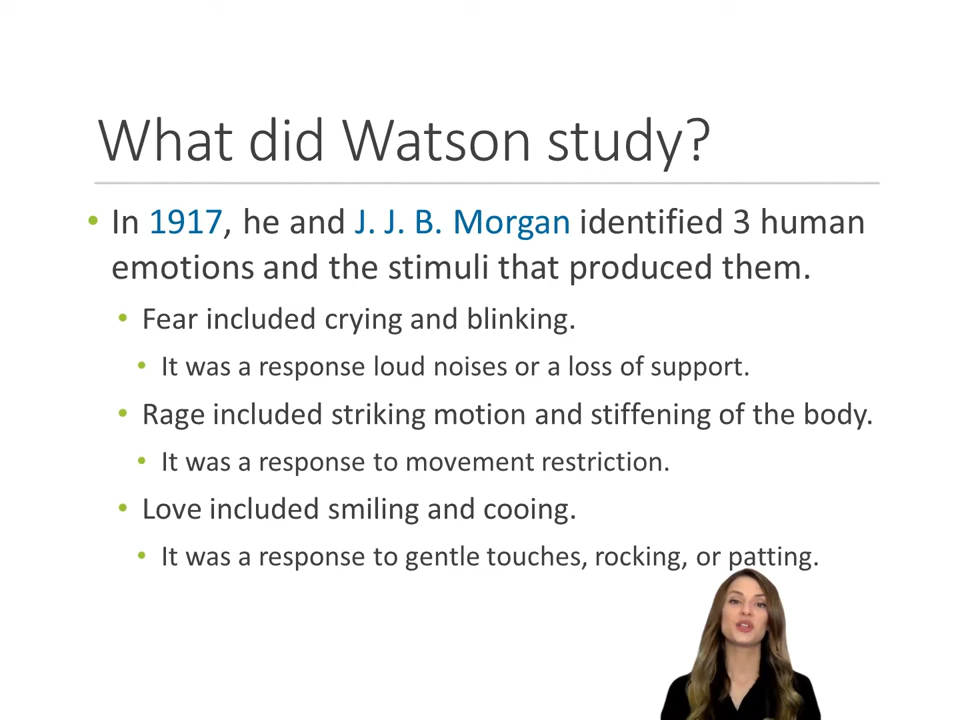 What did Watson study?
• In 1917, he and J. J. B. Morgan identified 3 human
emotions and the stimuli that produced them.
• Fear included crying and blinking.
• It was a response loud noises or a loss of support.
• Rage included striking motion and stiffening of the body.
• It was a response to movement restriction.
• Love included smiling and cooing.
• It was a response to gentle touches, rocking, or patting.